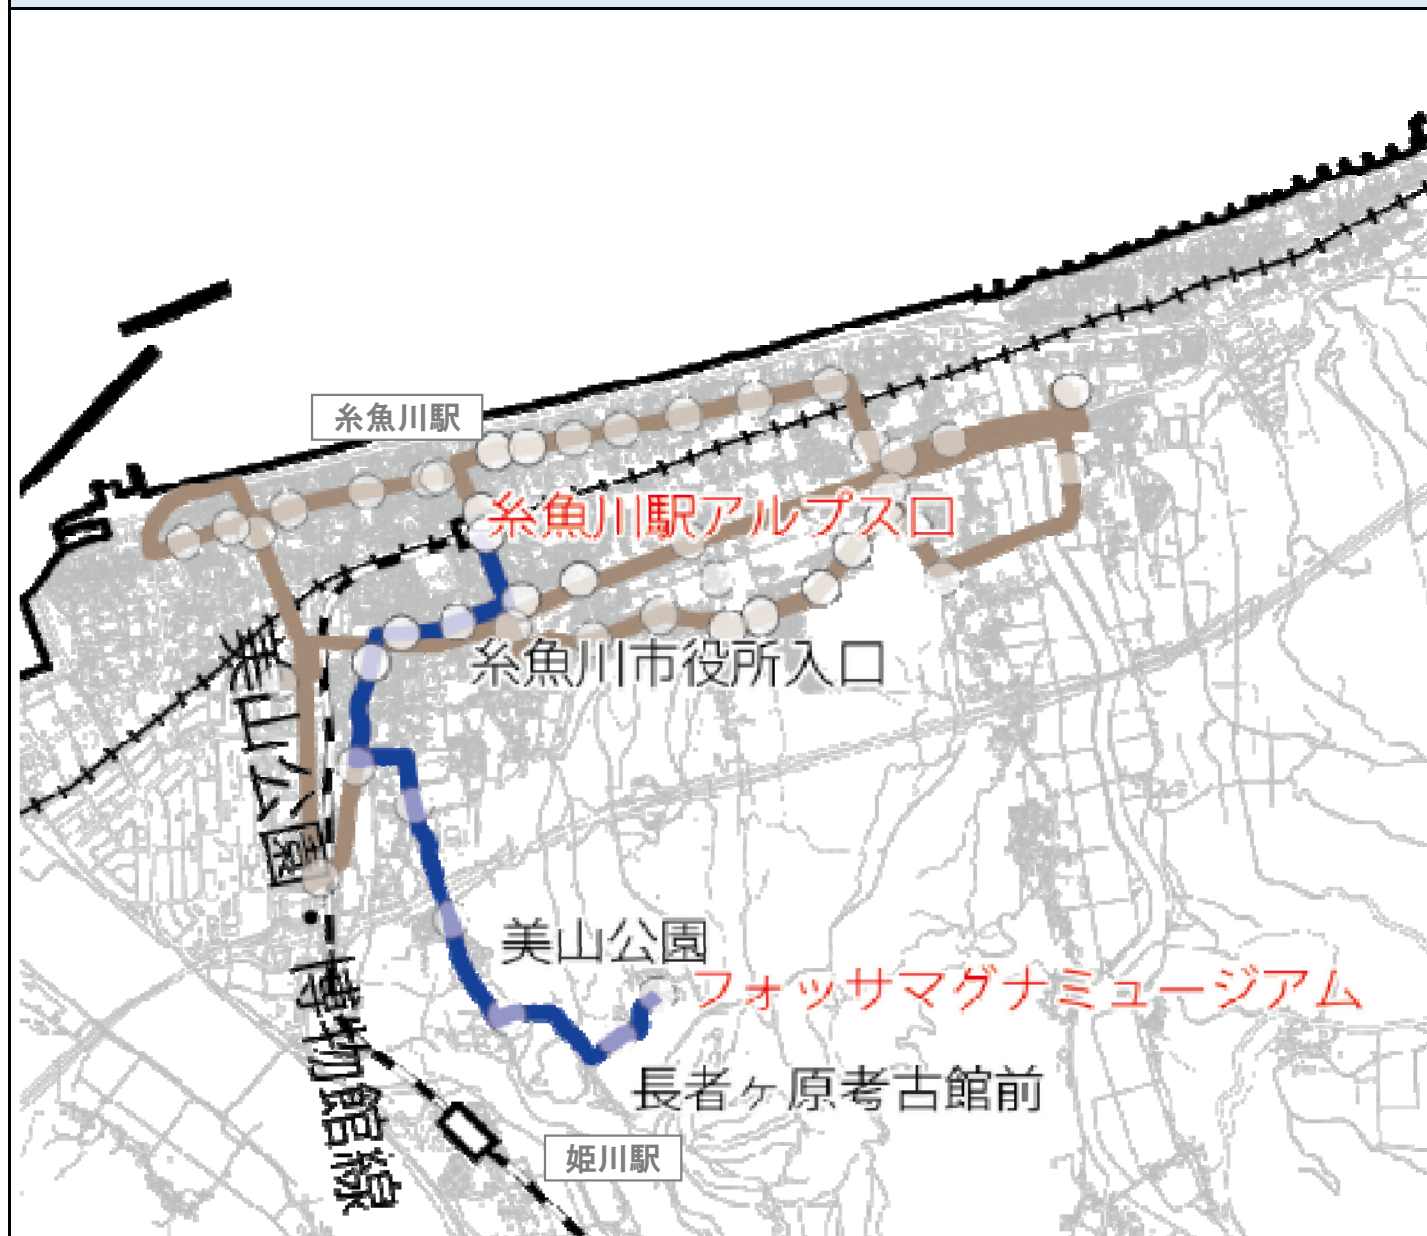 糸魚川駅
糸魚川駅アルプス口
糸魚川市役所入口
美山公園・博物館線
美山公園
フォッサマグナミュージアム
長者ヶ原考古館前
姫川駅